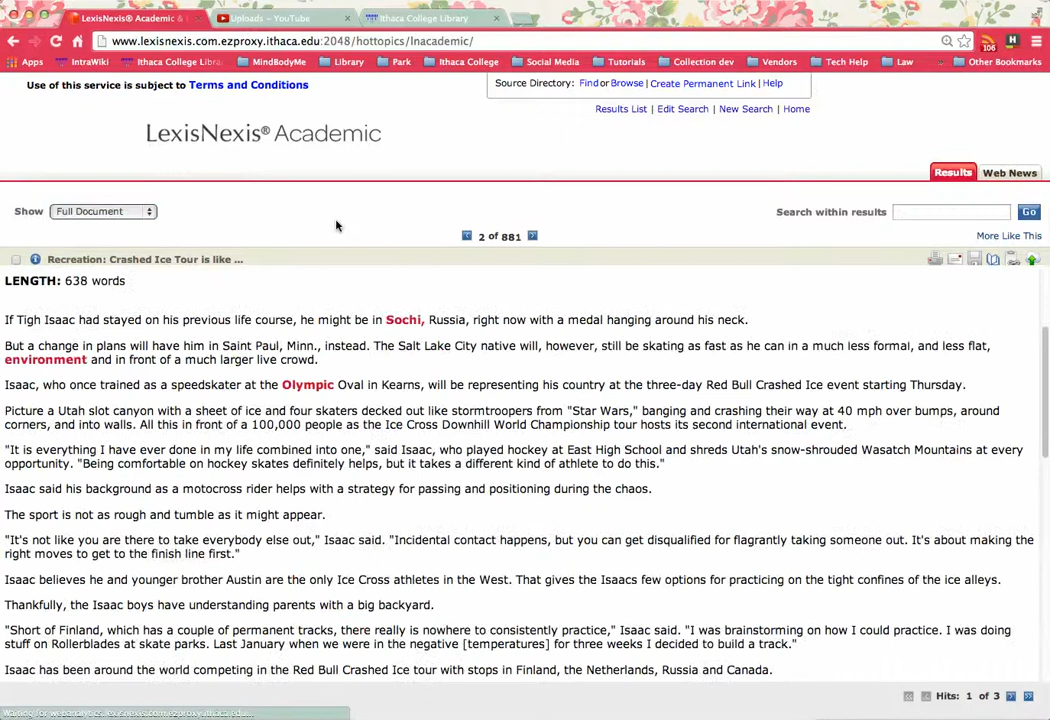 LexisNexis® Academic &
Uploads – YouTube
Ithaca College Library
www.lexisnexis.com.ezproxy.ithaca.edu:2048/hottopics/lnacademic/
106
H
Apps
IntraWiki
Ithaca College Libra
MindBodyMe
Library
Park
Ithaca College
Social Media
Tutorials
Collection dev
Vendors
Tech Help
Law
»
Other Bookmarks
Use of this service is subject to Terms and Conditions
Source Directory: Find or Browse | Create Permanent Link | Help
Results List | Edit Search | New Search | Home
LexisNexis® Academic
Results
Web News
Show
Full Document
Search within results
Go
2 of 881
More Like This
Recreation: Crashed Ice Tour is like ...
LENGTH: 638 words
If Tigh Isaac had stayed on his previous life course, he might be in Sochi, Russia, right now with a medal hanging around his neck.
But a change in plans will have him in Saint Paul, Minn., instead. The Salt Lake City native will, however, still be skating as fast as he can in a much less formal, and less flat,
environment and in front of a much larger live crowd.
Isaac, who once trained as a speedskater at the Olympic Oval in Kearns, will be representing his country at the three-day Red Bull Crashed Ice event starting Thursday.
Picture a Utah slot canyon with a sheet of ice and four skaters decked out like stormtroopers from "Star Wars," banging and crashing their way at 40 mph over bumps, around
corners, and into walls. All this in front of a 100,000 people as the Ice Cross Downhill World Championship tour hosts its second international event.
"It is everything I have ever done in my life combined into one," said Isaac, who played hockey at East High School and shreds Utah's snow-shrouded Wasatch Mountains at every
opportunity. "Being comfortable on hockey skates definitely helps, but it takes a different kind of athlete to do this."
Isaac said his background as a motocross rider helps with a strategy for passing and positioning during the chaos.
The sport is not as rough and tumble as it might appear.
"It's not like you are there to take everybody else out," Isaac said. "Incidental contact happens, but you can get disqualified for flagrantly taking someone out. It's about making the
right moves to get to the finish line first."
Isaac believes he and younger brother Austin are the only Ice Cross athletes in the West. That gives the Isaacs few options for practicing on the tight confines of the ice alleys.
Thankfully, the Isaac boys have understanding parents with a big backyard.
"Short of Finland, which has a couple of permanent tracks, there really is nowhere to consistently practice," Isaac said. "I was brainstorming on how I could practice. I was doing
stuff on Rollerblades at skate parks. Last January when we were in the negative [temperatures] for three weeks I decided to build a track."
Isaac has been around the world competing in the Red Bull Crashed Ice tour with stops in Finland, the Netherlands, Russia and Canada.
Hits: 1 of 3
Waiting for webanalytics.lexisnexis.com.ezproxy.ithaca.edu...